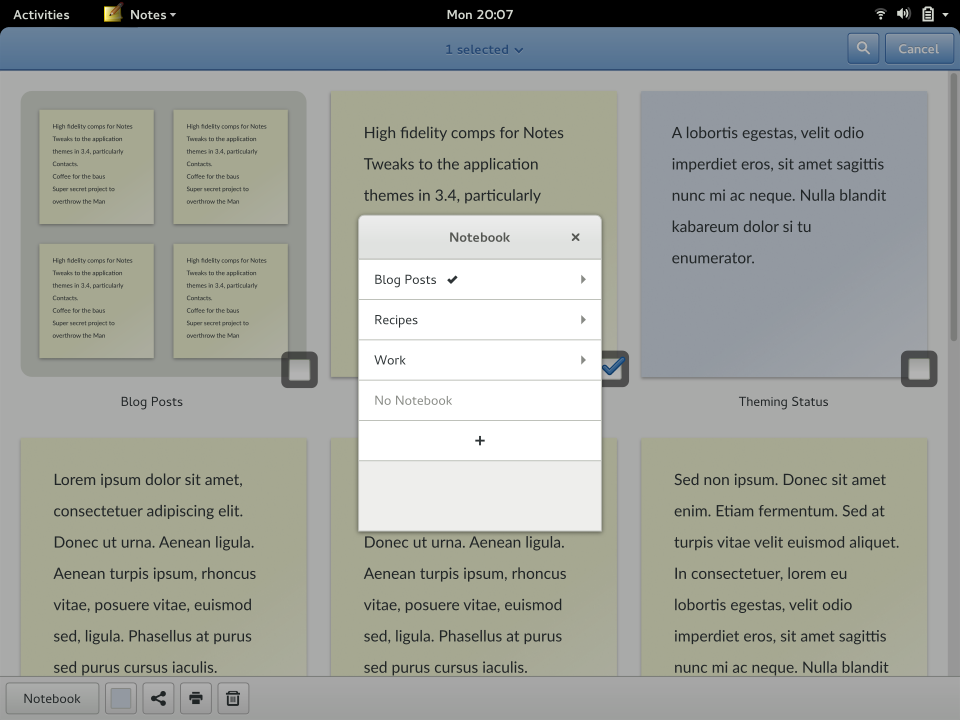 Activities
Notes
Mon 20:07
1 selected
Cancel
High fidelity comps for Notes
Tweaks to the application
themes in 3.4, particularly
Contacts.
Coffee for the baus
Super secret project to
overthrow the Man
High fidelity comps for Notes
Tweaks to the application
themes in 3.4, particularly
Contacts.
Coffee for the baus
Super secret project to
overthrow the Man
High fidelity comps for Notes
Tweaks to the application
themes in 3.4, particularly
Contacts.
Coffee for the baus
Super secret project to
overthrow the Man
High fidelity comps for Notes
Tweaks to the application
themes in 3.4, particularly
Contacts.
Coffee for the baus
Super secret project to
overthrow the Man
Blog Posts
High fidelity comps for Notes
Tweaks to the application
themes in 3.4, particularly
A lobortis egestas, velit odio
imperdiet eros, sit amet sagittis
nunc mi ac neque. Nulla blandit
kabareum dolor si tu
enumerator.
Theming Status
Notebook
Blog Posts
Recipes
Work
No Notebook
+
Lorem ipsum dolor sit amet,
consectetuer adipiscing elit.
Donec ut urna. Aenean ligula.
Aenean turpis ipsum, rhoncus
vitae, posuere vitae, euismod
sed, ligula. Phasellus at purus
sed purus cursus iaculis.
Donec ut urna. Aenean ligula.
Aenean turpis ipsum, rhoncus
vitae, posuere vitae, euismod
sed, ligula. Phasellus at purus
sed purus cursus iaculis.
Sed non ipsum. Donec sit amet
enim. Etiam fermentum. Sed at
turpis vitae velit euismod aliquet.
In consectetuer, lorem eu
lobortis egestas, velit odio
imperdiet eros, sit amet sagittis
nunc mi ac neque. Nulla blandit
Notebook